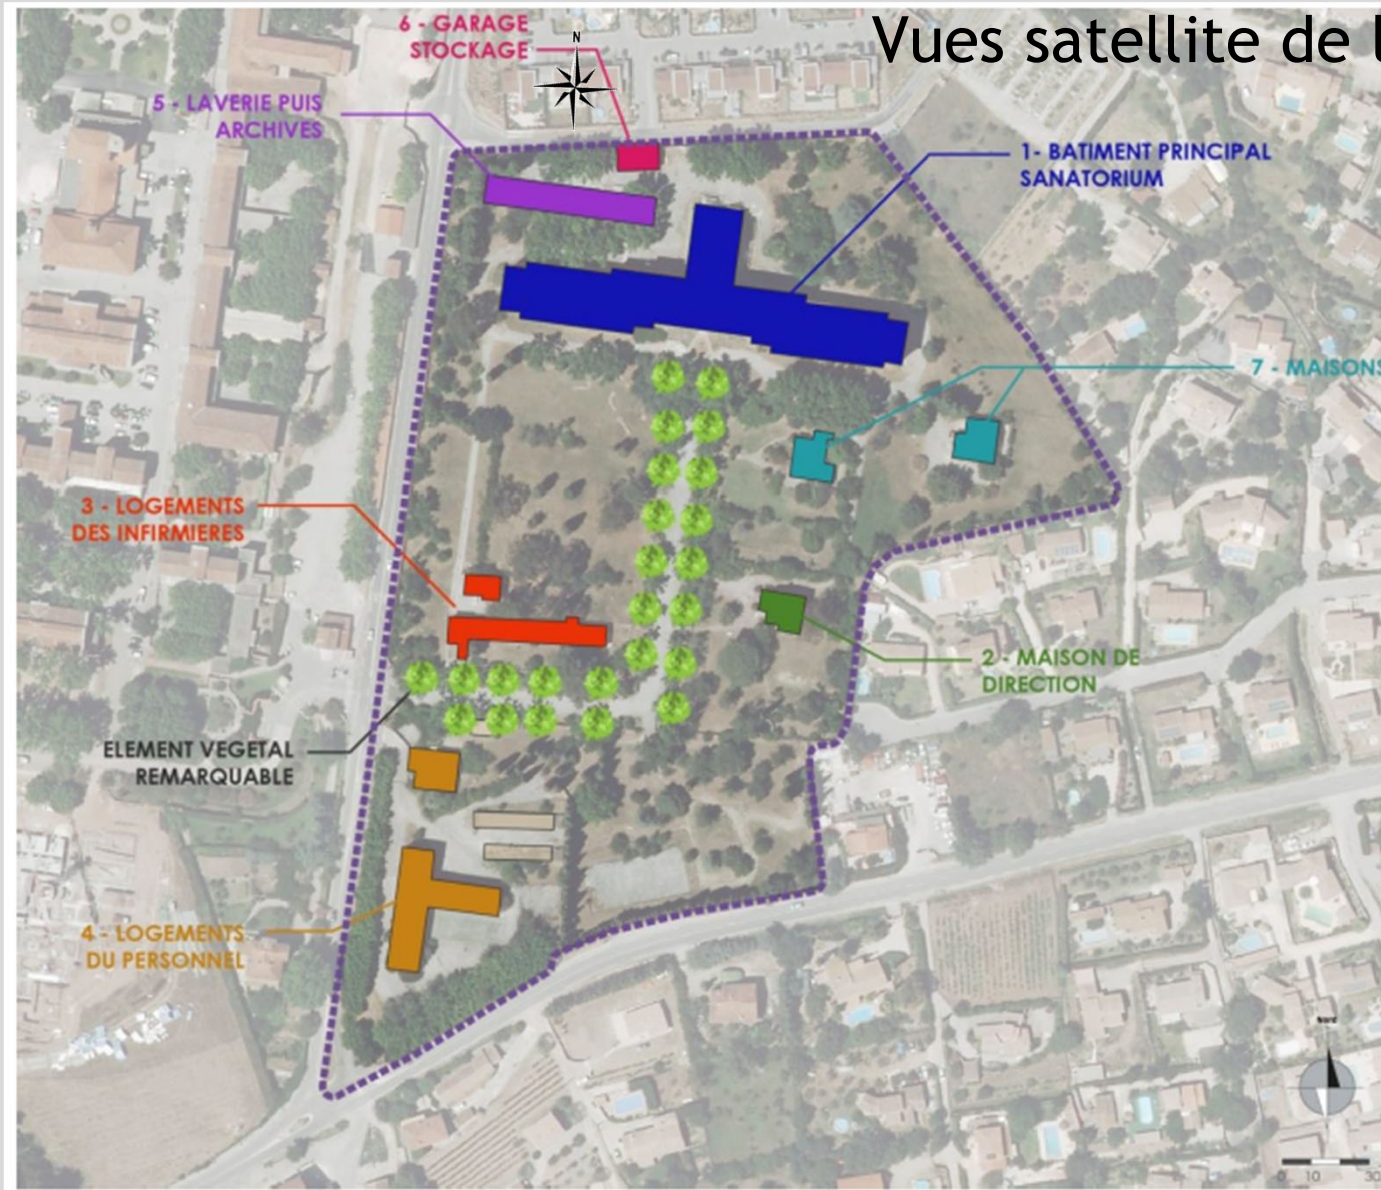 Vues satellite de l
6 - GARAGE
STOCKAGE
N
5 - LAVERIE PUIS
ARCHIVES
1- BATIMENT PRINCIPAL
SANATORIUM
7 - MAISONS
3 - LOGEMENTS
DES INFIRMIERES
2 - MAISON DE
DIRECTION
ELEMENT VEGETAL
REMARQUABLE
4 - LOGEMENTS
DU PERSONNEL
Nord
0 10 30